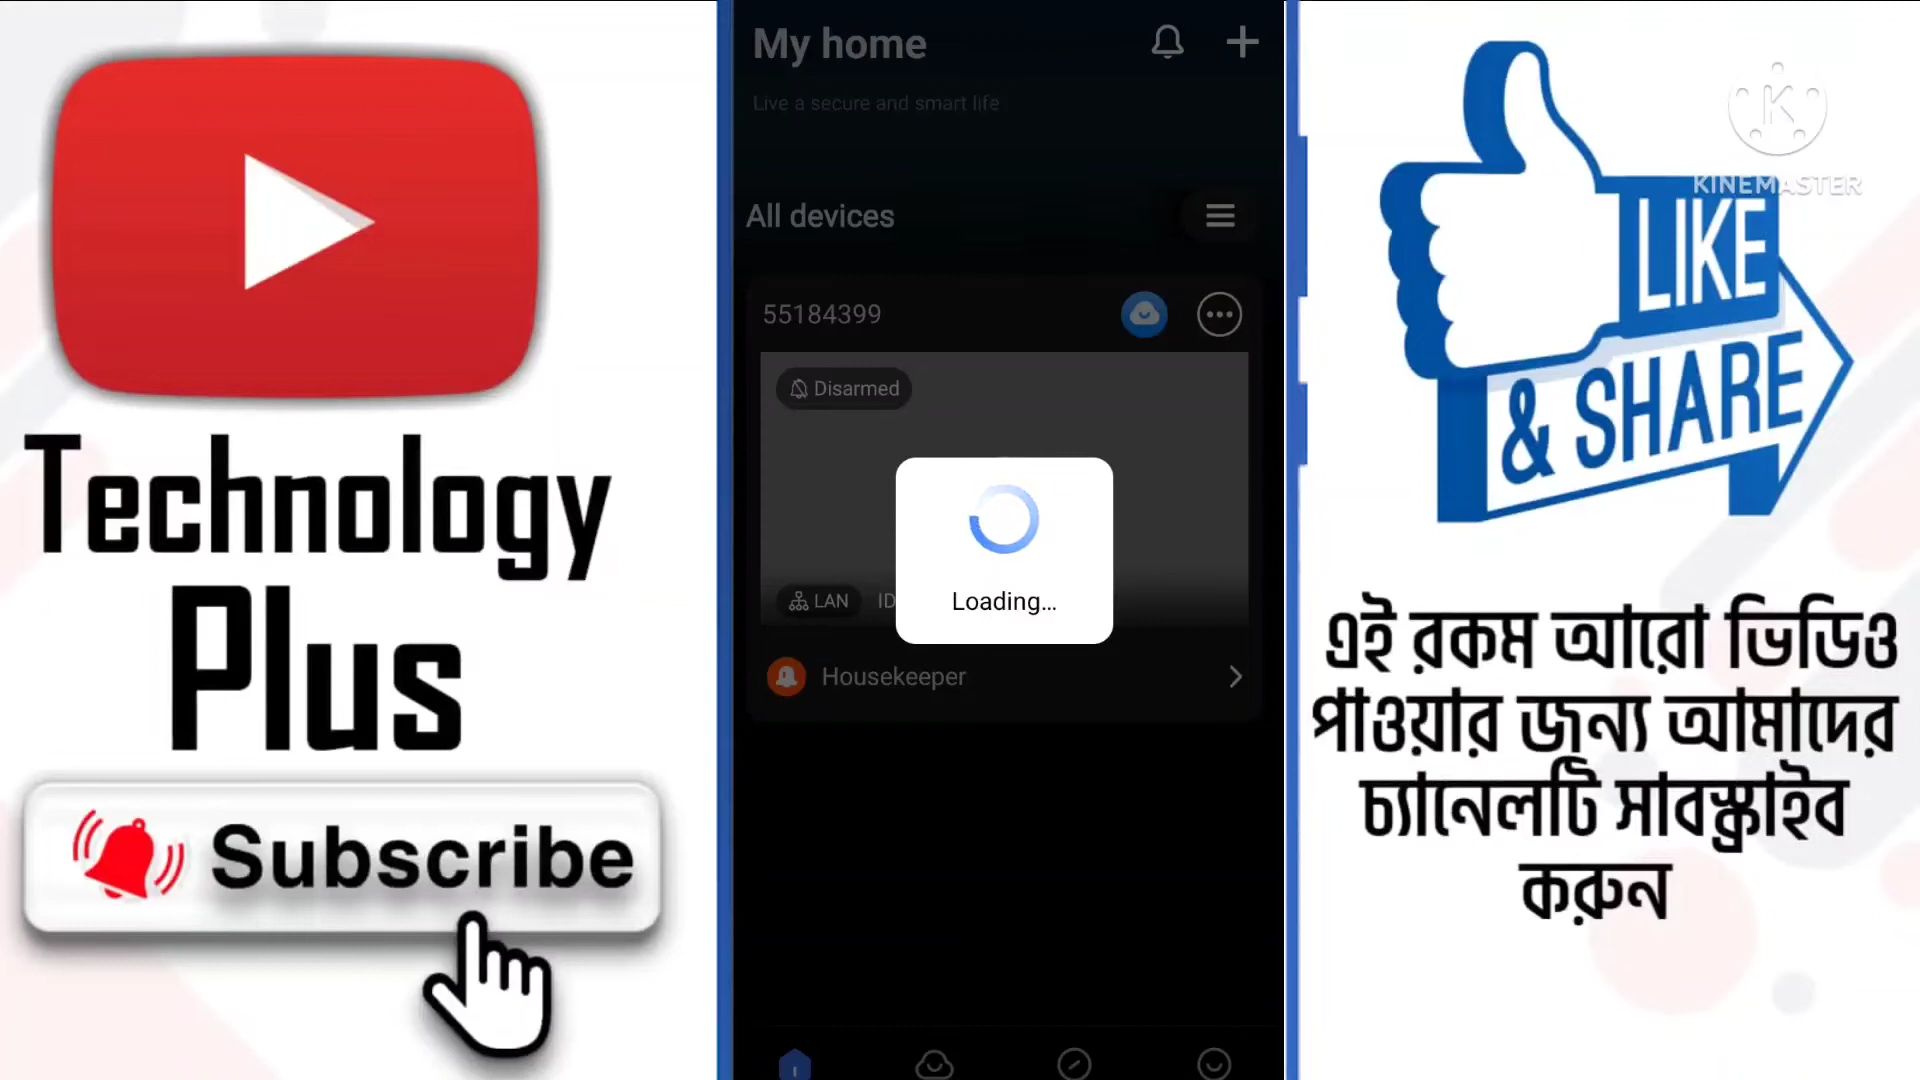 Technology
Plus
Subscribe
My home
Live a secure and smart life
All devices
55184399
Disarmed
LAN ID
Loading...
Housekeeper
KINEMASTER
LIKE
& SHARE
এই রকম আরো ভিডিও
পাওয়ার জন্য আমাদের
চ্যানেলটি সাবস্ক্রাইব
করুন